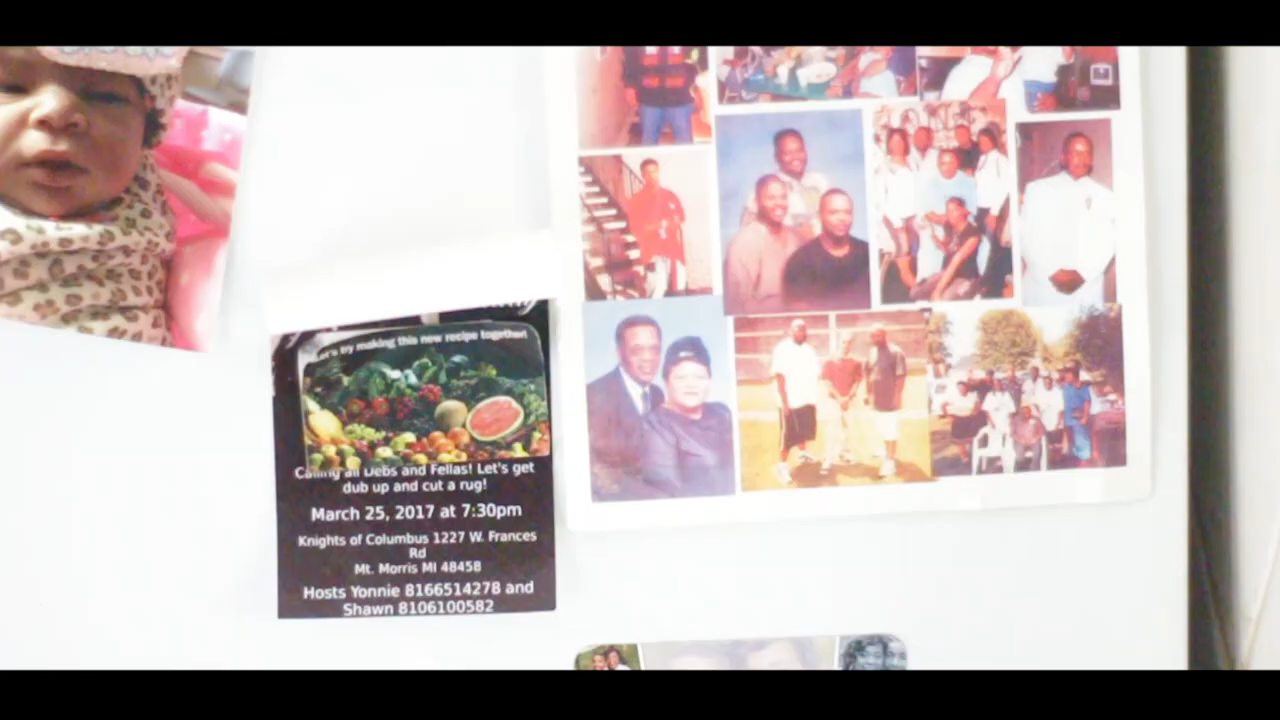 Let's try making this new recipe together!
Calling all Debs and Fellas! Let's get
dub up and cut a rug!
March 25, 2017 at 7:30pm
Knights of Columbus 1227 W. Frances
Rd
Mt. Morris MI 48458
Hosts Yonnie 8166514278 and
Shawn 8106100582